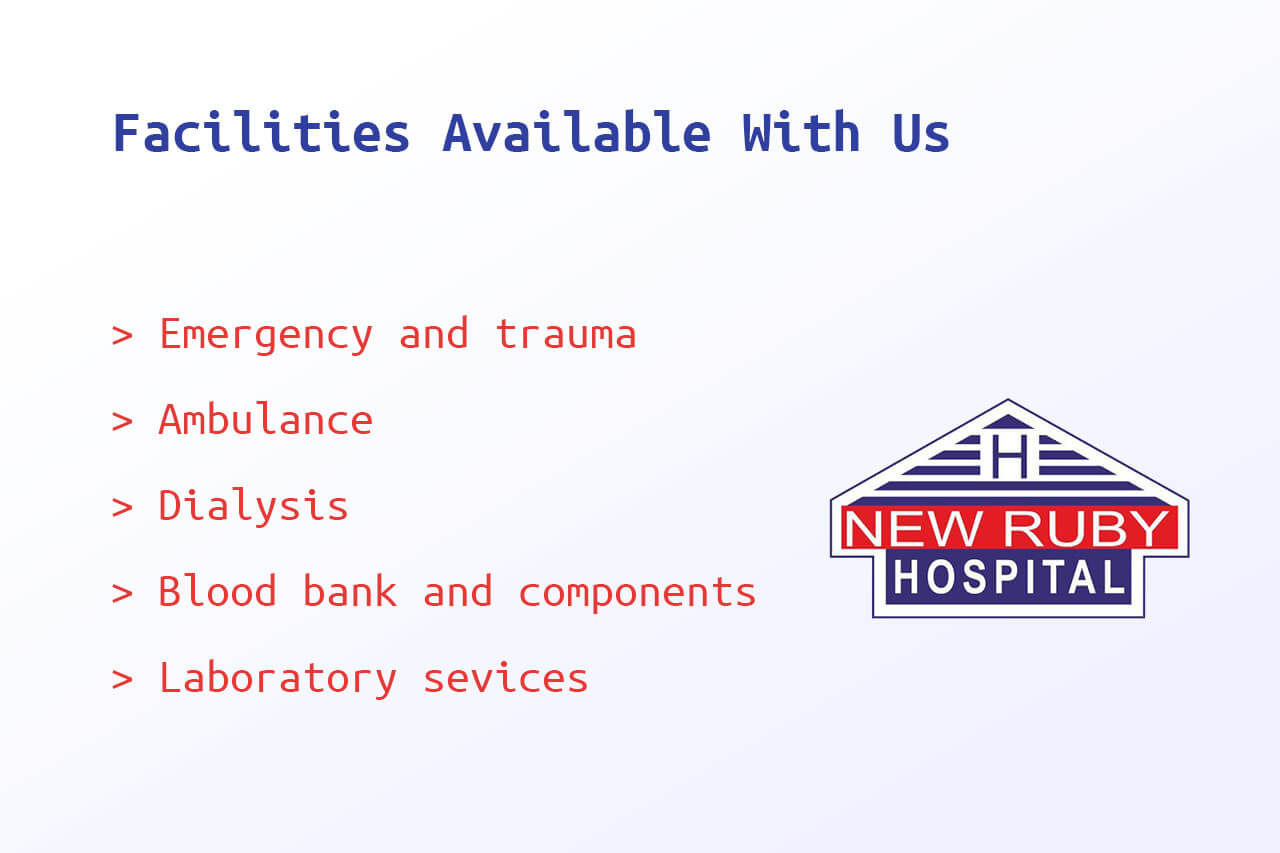 Facilities Available With Us
> Emergency and trauma
> Ambulance
> Dialysis
> Blood bank and components
> Laboratory sevices
H
NEW RUBY
HOSPITAL